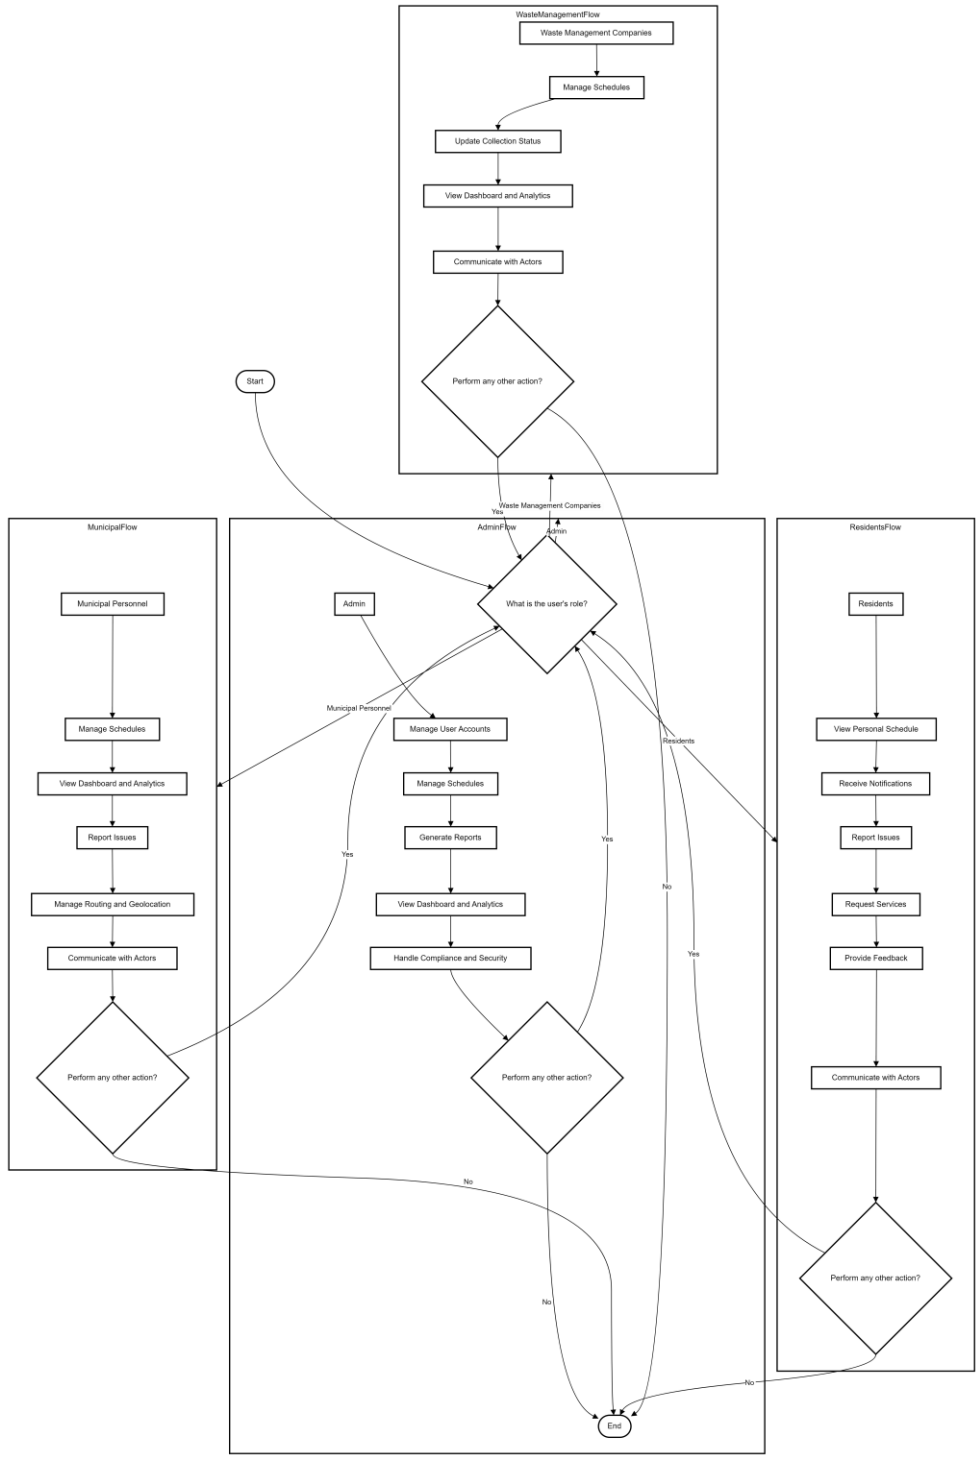 WasteManagementFlow
Waste Management Companies
Manage Schedules
Update Collection Status
View Dashboard and Analytics
Communicate with Actors
Perform any other action?
Start
Yes
Waste Management Companies
MunicipalFlow
AdminFlow
Admin
ResidentsFlow
Municipal Personnel
Admin
What is the user's role?
Residents
Municipal Personnel
Manage Schedules
Manage User Accounts
Residents
View Personal Schedule
View Dashboard and Analytics
Manage Schedules
Receive Notifications
Report Issues
Generate Reports
Yes
Report Issues
Yes
No
Manage Routing and Geolocation
View Dashboard and Analytics
Request Services
Communicate with Actors
Handle Compliance and Security
Yes
Provide Feedback
Perform any other action?
Perform any other action?
Communicate with Actors
No
Perform any other action?
No
No
End